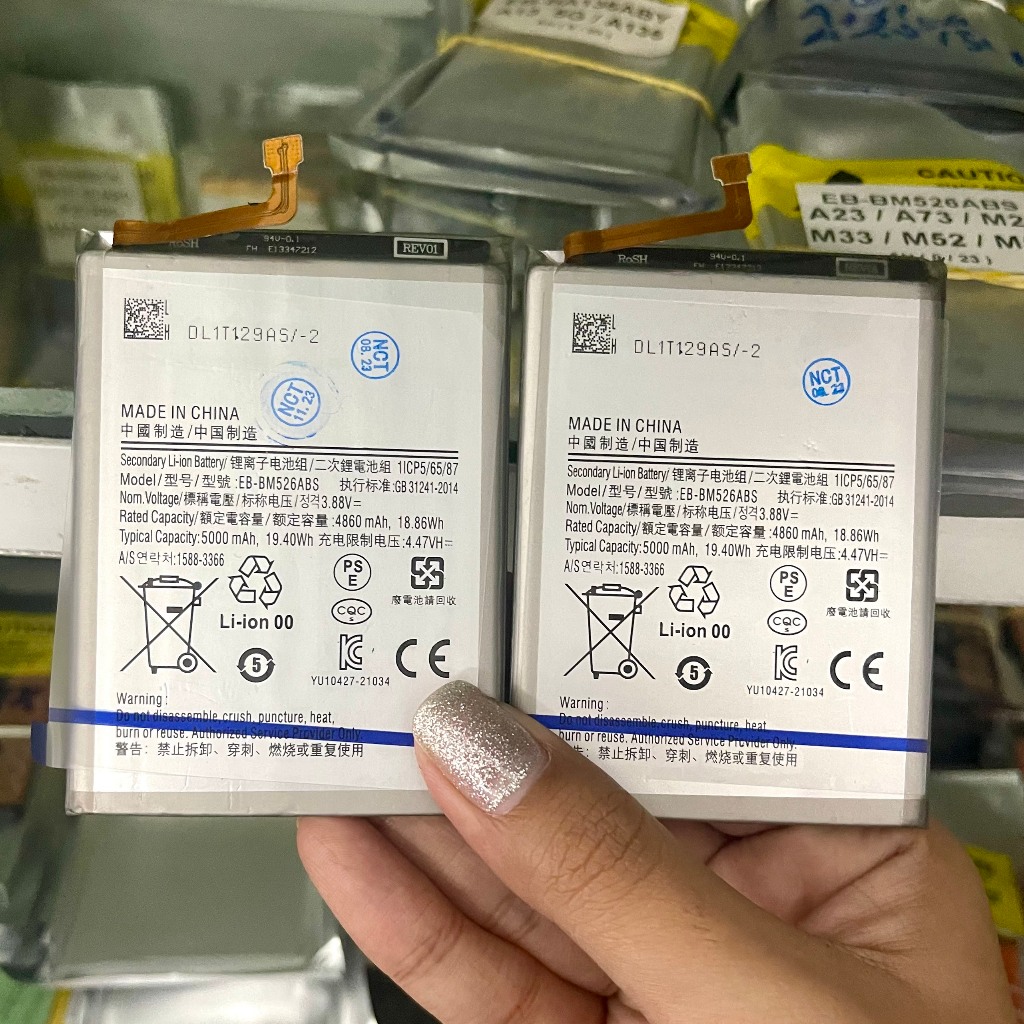 A136
CAUTIO
EB-BM526ABS
A23 / A73 / M2
M33 / M52 / M
RoSH
94V-0.1
E13347212
REV01
DL1T129AS/-2
NCT
08.23
NCT
11.23
MADE IN CHINA
中國制造/中国制造
Secondary Li-ion Battery/ 锂离子电池组/二次鋰電池組 1ICP5/65/87
Model/型号/型號:EB-BM526ABS 执行标准:GB 31241-2014
Nom.Voltage/標稱電壓/标称电压/정격3.88V=
Rated Capacity/額定電容量/额定容量:4860 mAh, 18.86Wh
Typical Capacity:5000 mAh, 19.40Wh 充电限制电压:4.47V=
A/S연락처:1588-3366
PS
E
廢電池請回收
CQC
S
Li-ion 00
5
KC
CE
YU10427-21034
Warning:
Do not disassemble, crush, puncture, heat,
burn or reuse. Authorized Service Provider Only.
警告: 禁止拆卸、穿刺、燃烧或重复使用
RoSH
94V-0.1
DL1T129AS/-2
NCT
08.23
MADE IN CHINA
中國制造/中国制造
Secondary Li-ion Battery/ 锂离子电池组/二次鋰電池組 1ICP5/65/87
Model/型号/型號:EB-BM526ABS 执行标准:GB 31241-2014
Nom.Voltage/標稱電壓/标称电压/정격3.88V=
Rated Capacity/額定電容量/额定容量:4860 mAh, 18.86Wh
Typical Capacity:5000 mAh, 19.40Wh 充电限制电压:4.47V=
A/S연락처:1588-3366
PS
E
廢電池請回收
CQC
S
Li-ion 00
5
KC
CE
YU10427-21034
Warning:
Do not disassemble, crush, puncture, heat,
burn or reuse. Authorized Service Provider Only.
告: 禁止拆卸、穿刺、燃烧或重复使用